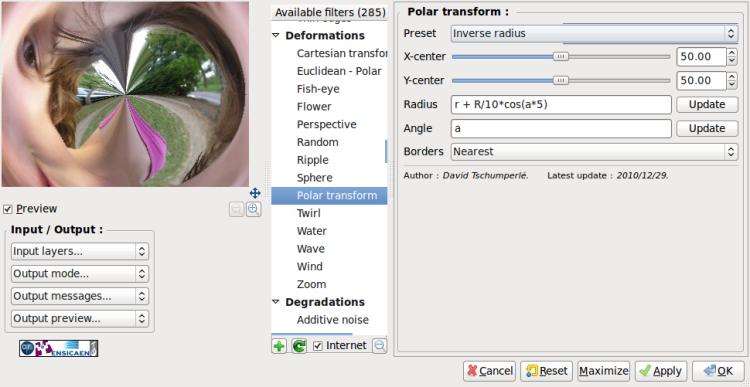 Available filters (285)
Deformations
Cartesian transfor
Euclidean - Polar
Fish-eye
Flower
Perspective
Random
Ripple
Sphere
Polar transform
Twirl
Water
Wave
Wind
Zoom
Degradations
Additive noise
Internet
Preview
Input / Output :
Input layers...
Output mode...
Output messages...
Output preview...
ENSICAEN
Polar transform :
Preset Inverse radius
X-center 50.00
Y-center 50.00
Radius r + R/10*cos(a*5) Update
Angle a Update
Borders Nearest
Author : David Tschumperlé. Latest update : 2010/12/29.
Cancel Reset Maximize Apply OK